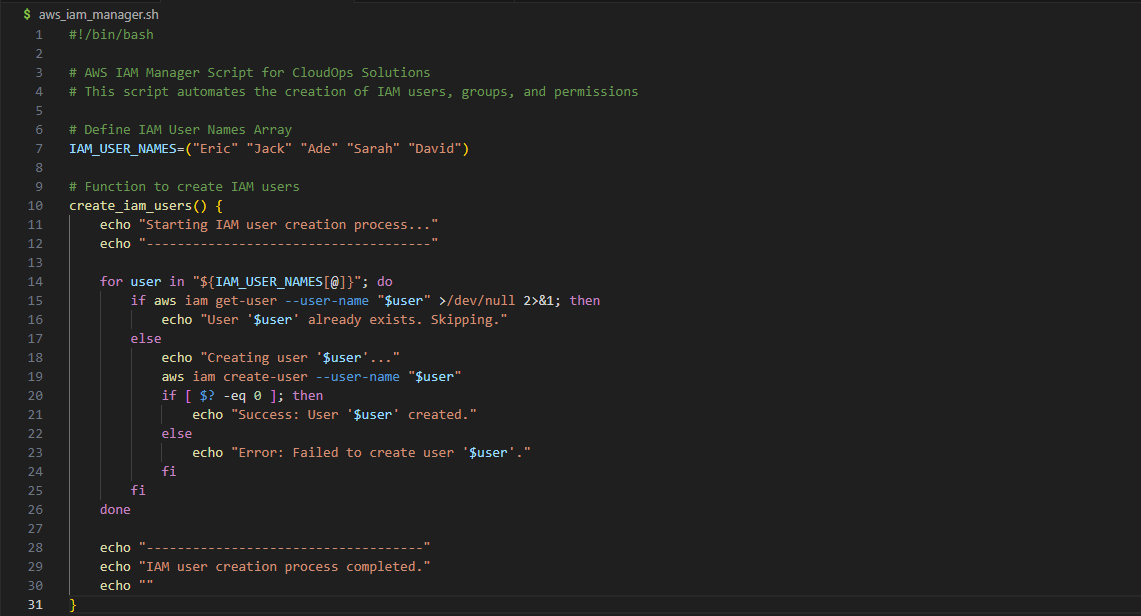 $ aws_iam_manager.sh
1 #!/bin/bash
2
3 # AWS IAM Manager Script for CloudOps Solutions
4 # This script automates the creation of IAM users, groups, and permissions
5
6 # Define IAM User Names Array
7 IAM_USER_NAMES=("Eric" "Jack" "Ade" "Sarah" "David")
8
9 # Function to create IAM users
10 create_iam_users() {
11     echo "Starting IAM user creation process..."
12     echo "-------------------------------------"
13
14     for user in "${IAM_USER_NAMES[@]}"; do
15         if aws iam get-user --user-name "$user" >/dev/null 2>&1; then
16             echo "User '$user' already exists. Skipping."
17         else
18             echo "Creating user '$user'..."
19             aws iam create-user --user-name "$user"
20             if [ $? -eq 0 ]; then
21                 echo "Success: User '$user' created."
22             else
23                 echo "Error: Failed to create user '$user'."
24             fi
25         fi
26     done
27
28     echo "------------------------------------"
29     echo "IAM user creation process completed."
30     echo ""
31 }